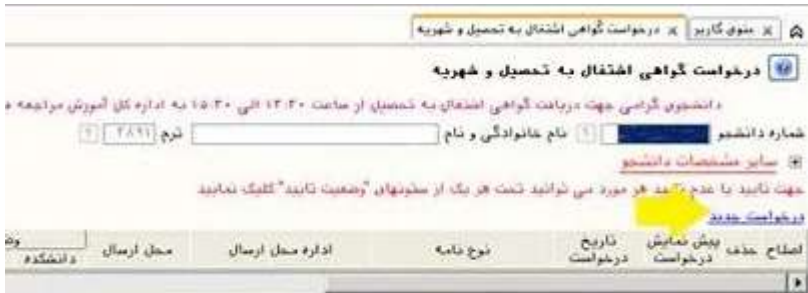 منوی کاربر x درخواست گواهی اشتغال به تحصیل و شهریه x
درخواست گواهی اشتغال به تحصیل و شهریه
دانشجوی گرامی جهت دریافت گواهی اشتغال به تحصیل از ساعت ۱۳:۳۰ الی ۱۵:۳۰ به اداره کل آموزش مراجعه
شماره دانشجو ؟ نام خانوادگی و نام ترم ۳۸۹۱ ؟
سایر مشخصات دانشجو
جهت تایید یا عدم تایید هر مورد می توانید تحت هر یک از ستونهای "وضعیت تایید" کلیک نمایید
درخواست جدید
اصلاح حذف پیش نمایش درخواست تاریخ درخواست نوع نامه اداره محل ارسال محل ارسال دانشکده